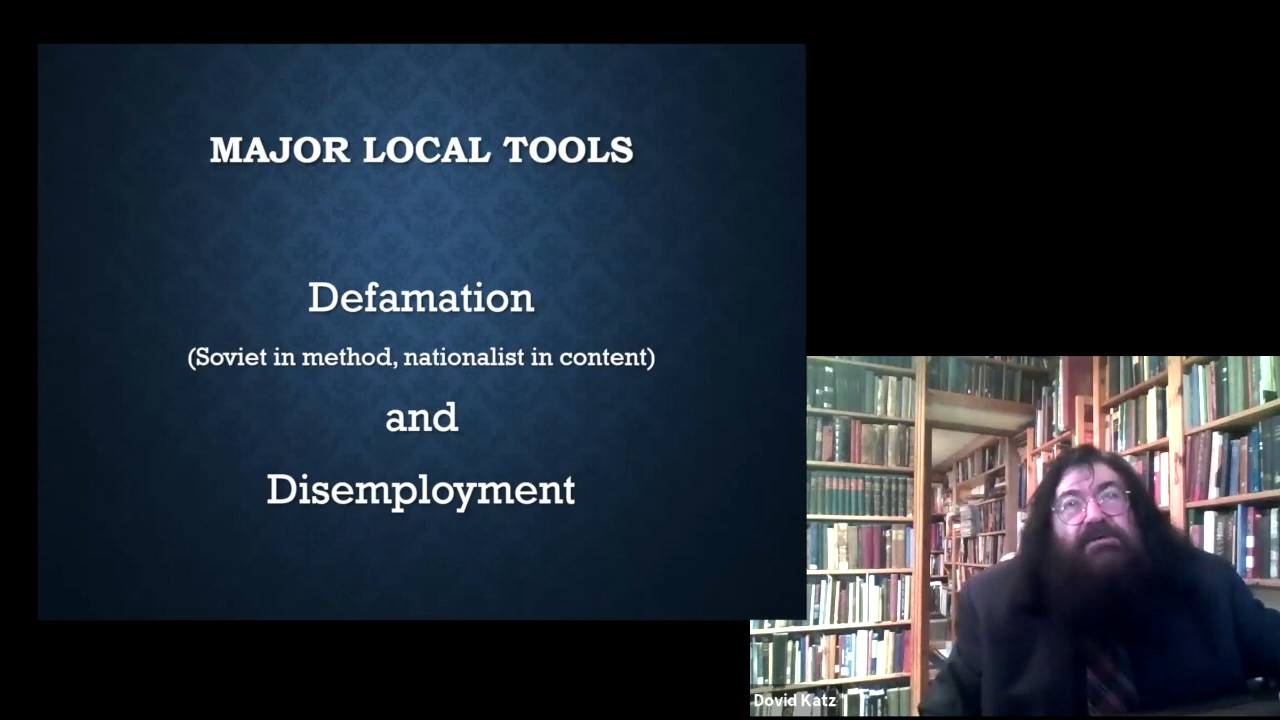 MAJOR LOCAL TOOLS
Defamation
(Soviet in method, nationalist in content)
and
Disemployment
Dovid Katz